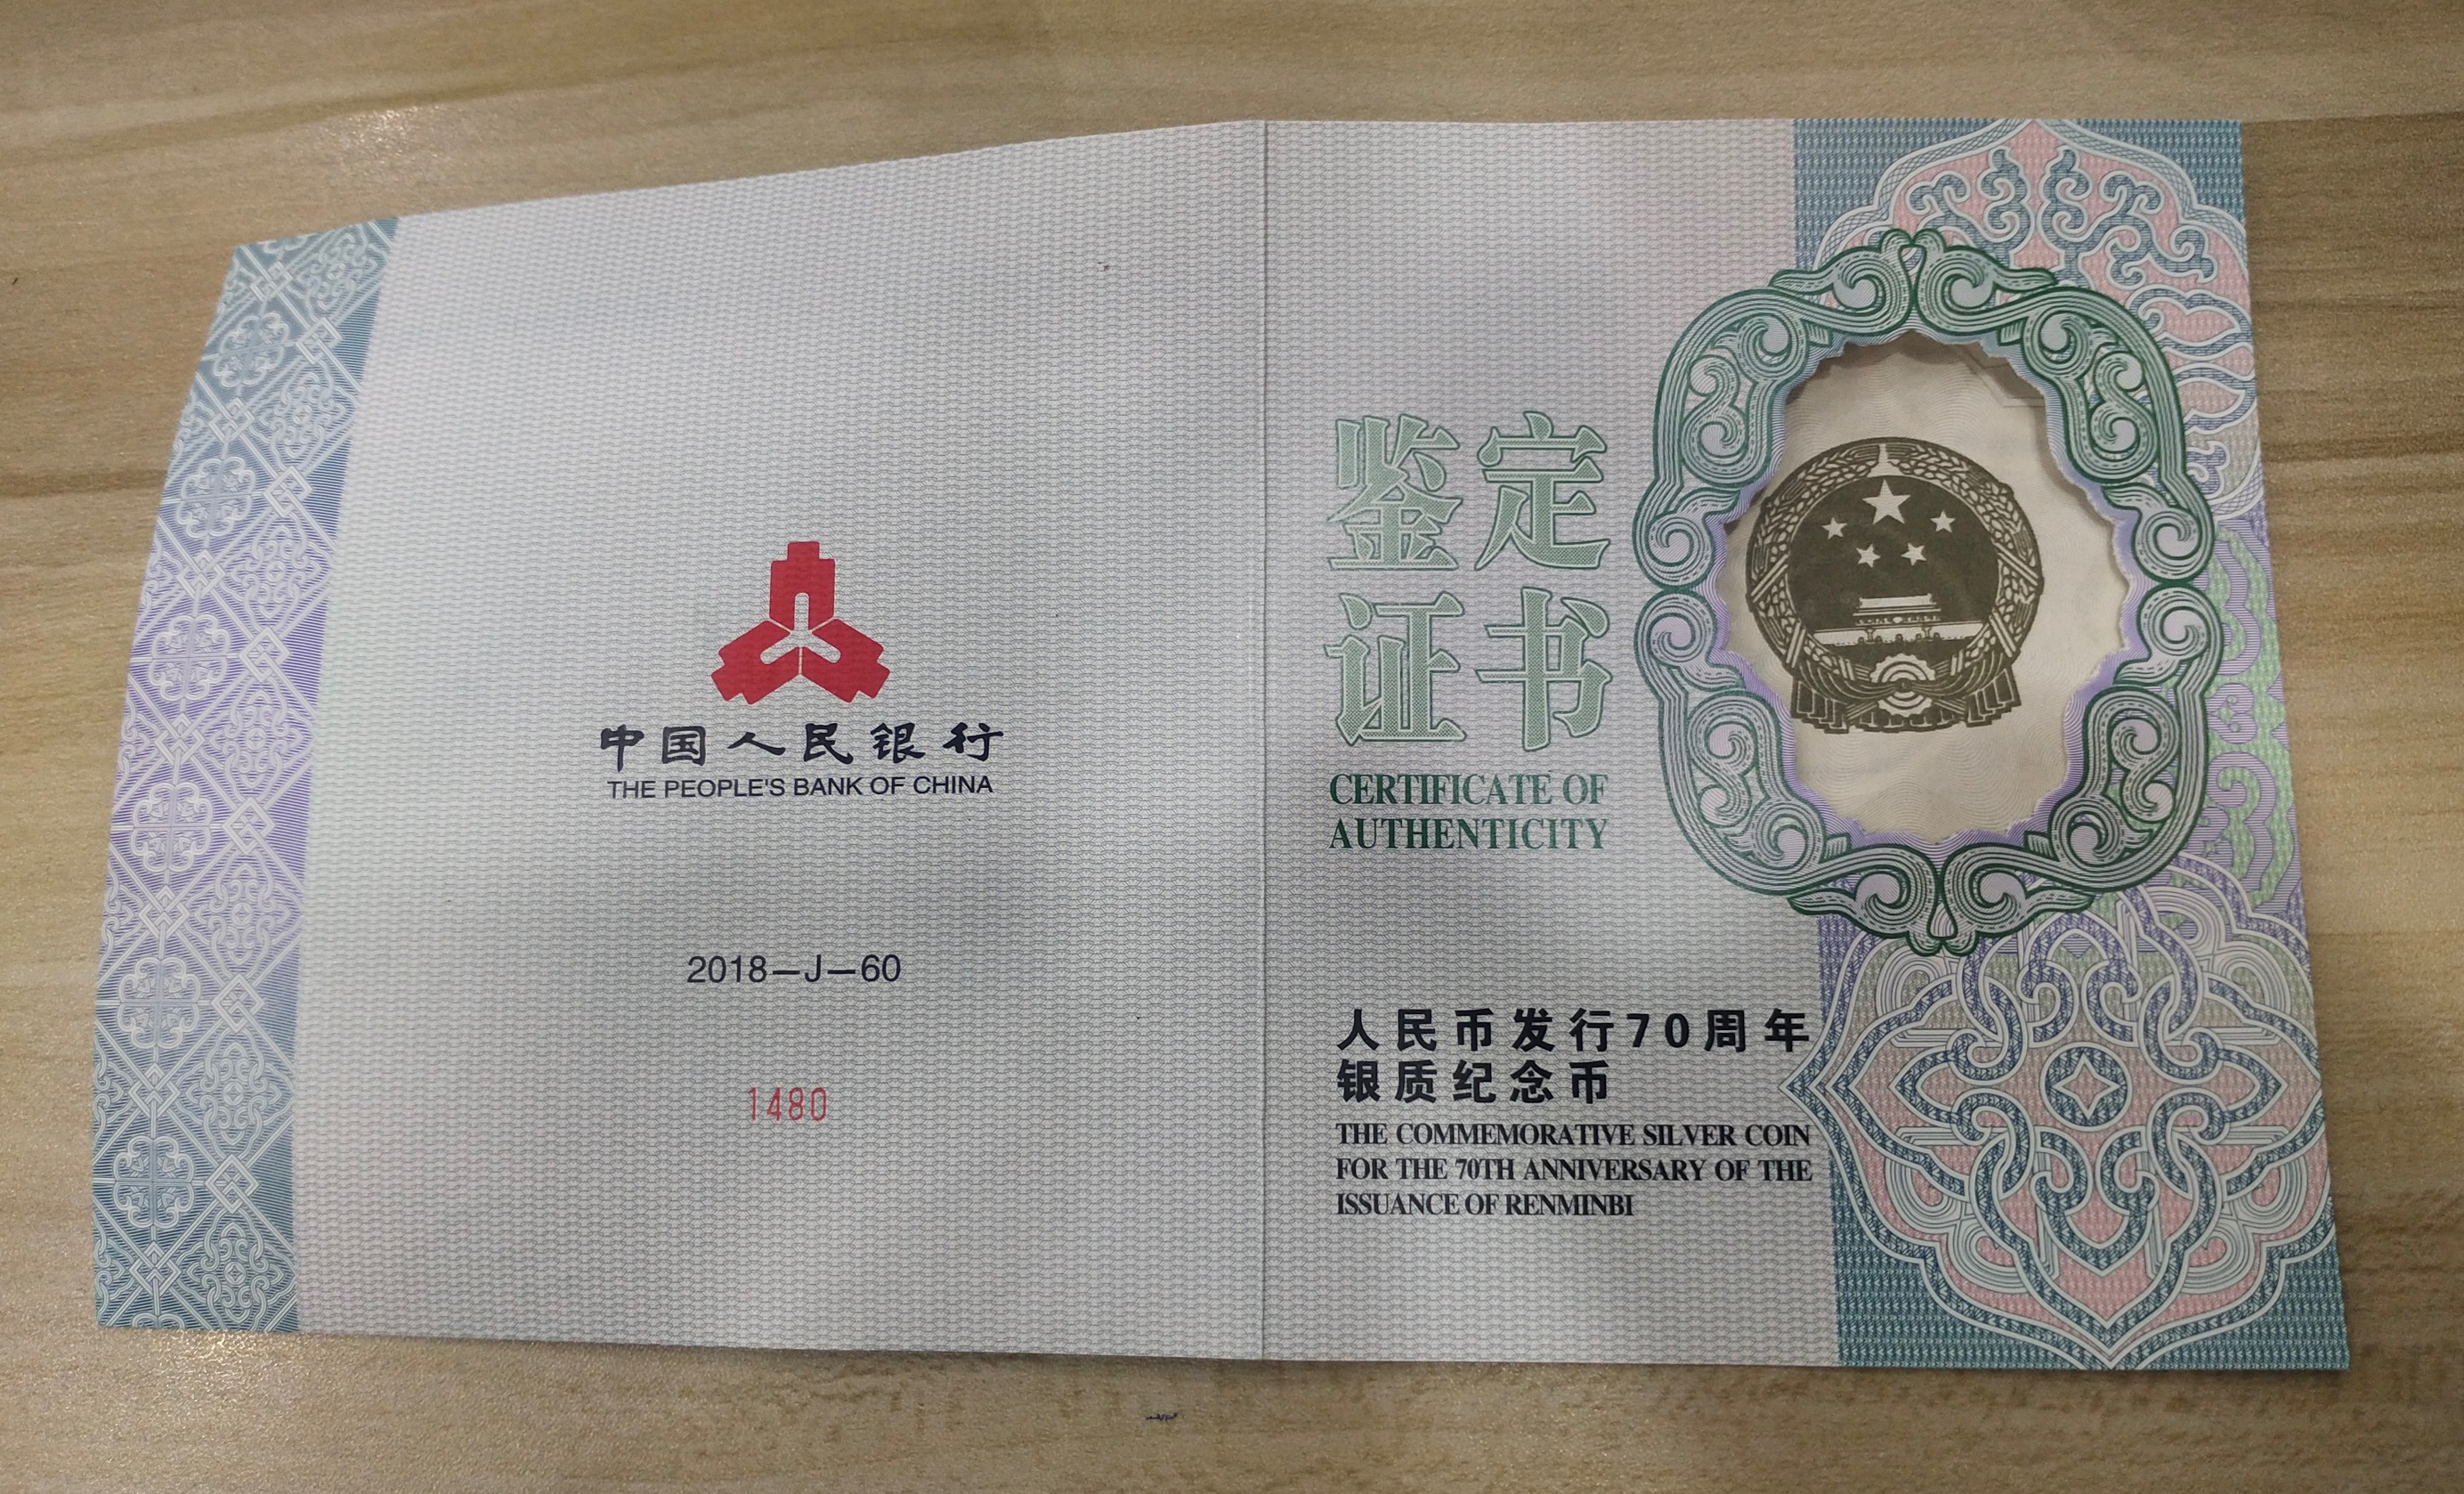 中国人民银行
THE PEOPLE'S BANK OF CHINA
2018—J—60
1480
鉴定
证书
CERTIFICATE OF
AUTHENTICITY
人民币发行70周年
银质纪念币
THE COMMEMORATIVE SILVER COIN
FOR THE 70TH ANNIVERSARY OF THE
ISSUANCE OF RENMINBI